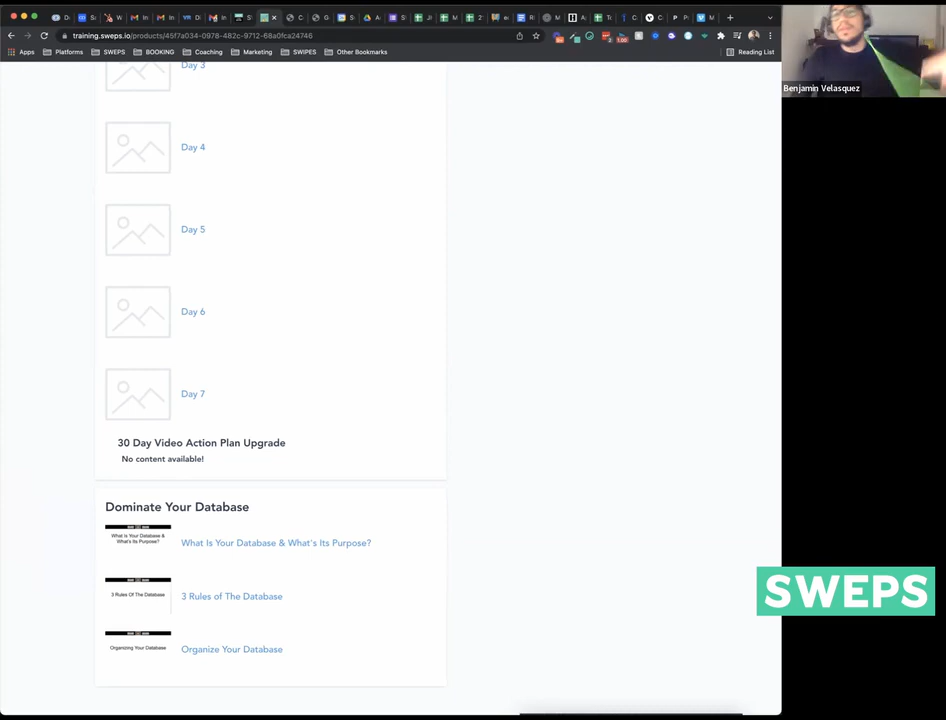 training.sweps.io/products/45f7a034-0978-482c-9712-68a0fca24746
Apps
Platforms
SWEPS
BOOKING
Coaching
Marketing
SWIPES
Other Bookmarks
Reading List
Benjamin Velasquez
Day 3
Day 4
Day 5
Day 6
Day 7
30 Day Video Action Plan Upgrade
No content available!
Dominate Your Database
What Is Your Database &
What's Its Purpose?
What Is Your Database & What's Its Purpose?
3 Rules Of The Database
3 Rules of The Database
Organizing Your Database
Organize Your Database
SWEPS